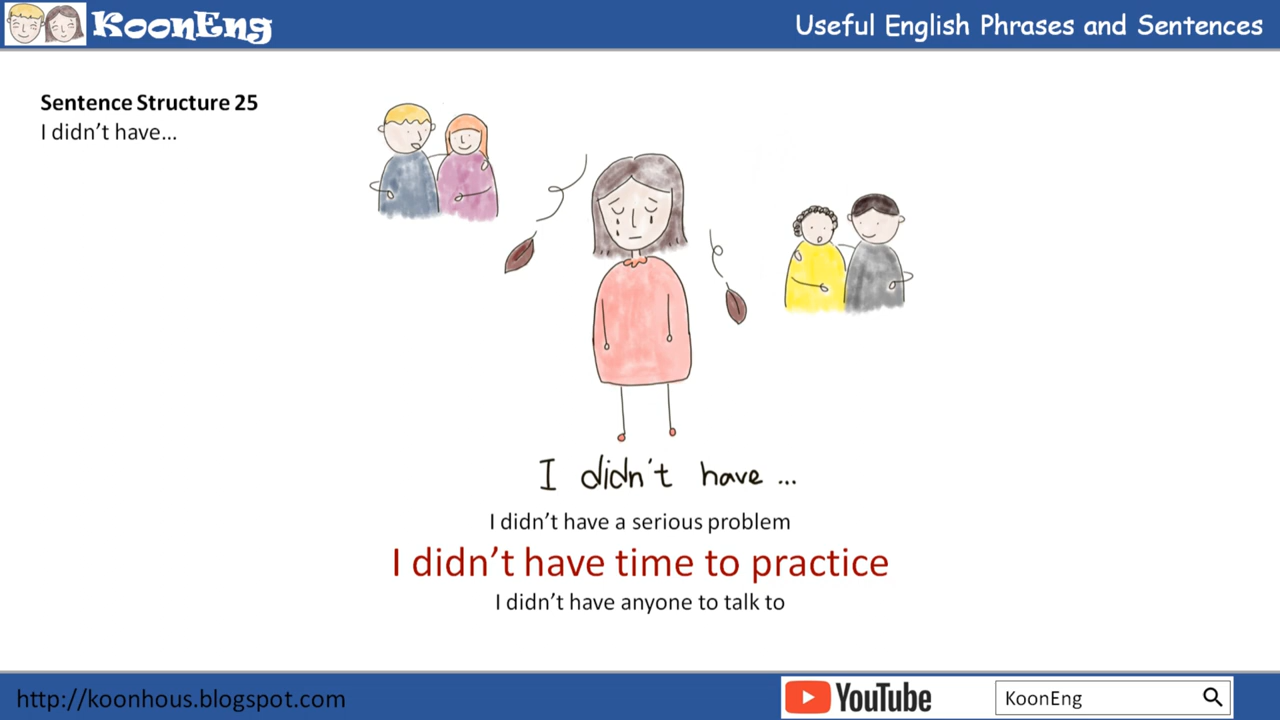 KoonEng
Useful English Phrases and Sentences
Sentence Structure 25
I didn’t have...
I didn't have ...
I didn’t have a serious problem
I didn’t have time to practice
I didn’t have anyone to talk to
http://koonhous.blogspot.com
YouTube
KoonEng